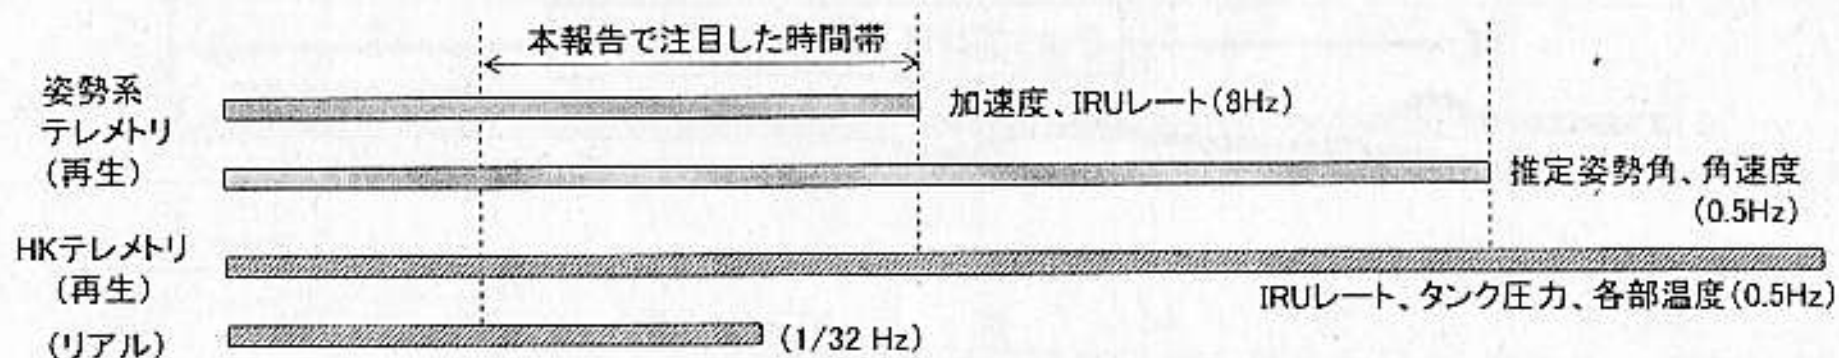 本報告で注目した時間帯
姿勢系
テレメトリ
(再生)
加速度、IRUレート(8Hz)
推定姿勢角、角速度
(0.5Hz)
HKテレメトリ
(再生)
IRUレート、タンク圧力、各部温度(0.5Hz)
(リアル)
(1/32 Hz)